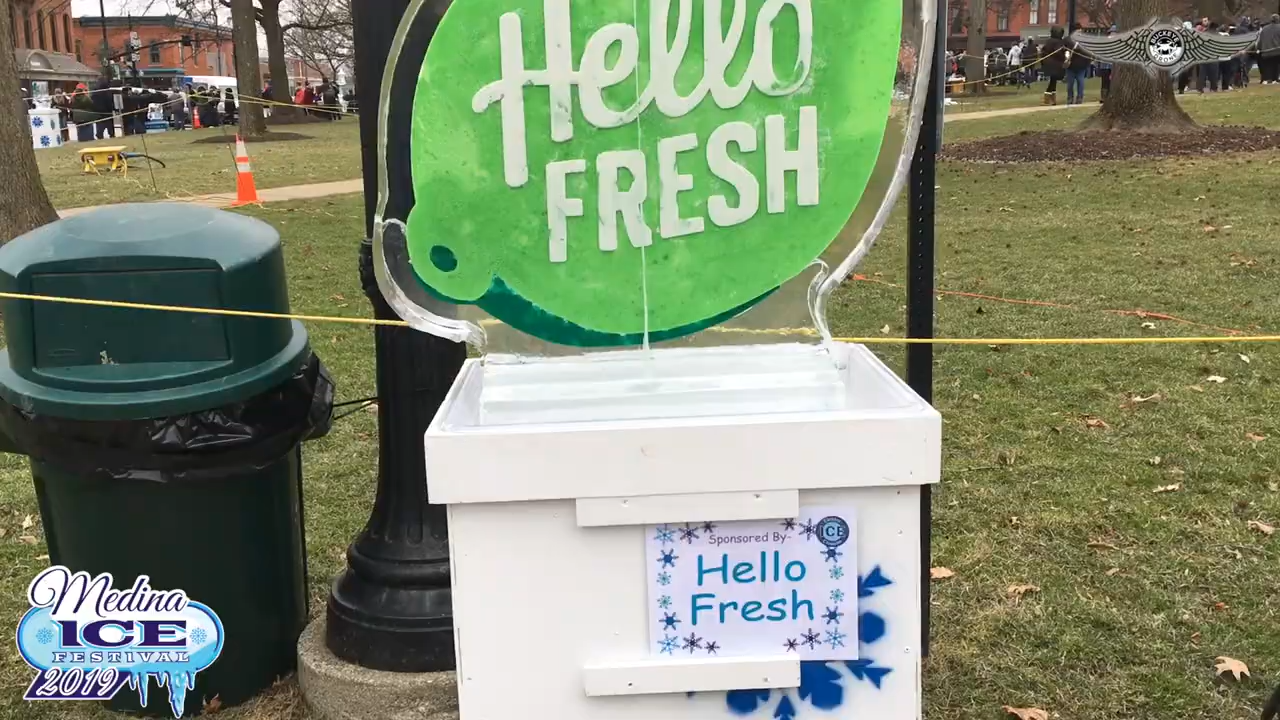 Hello
FRESH
Sponsored By-
ICE
Hello
Fresh
Medina
ICE
FESTIVAL
2019